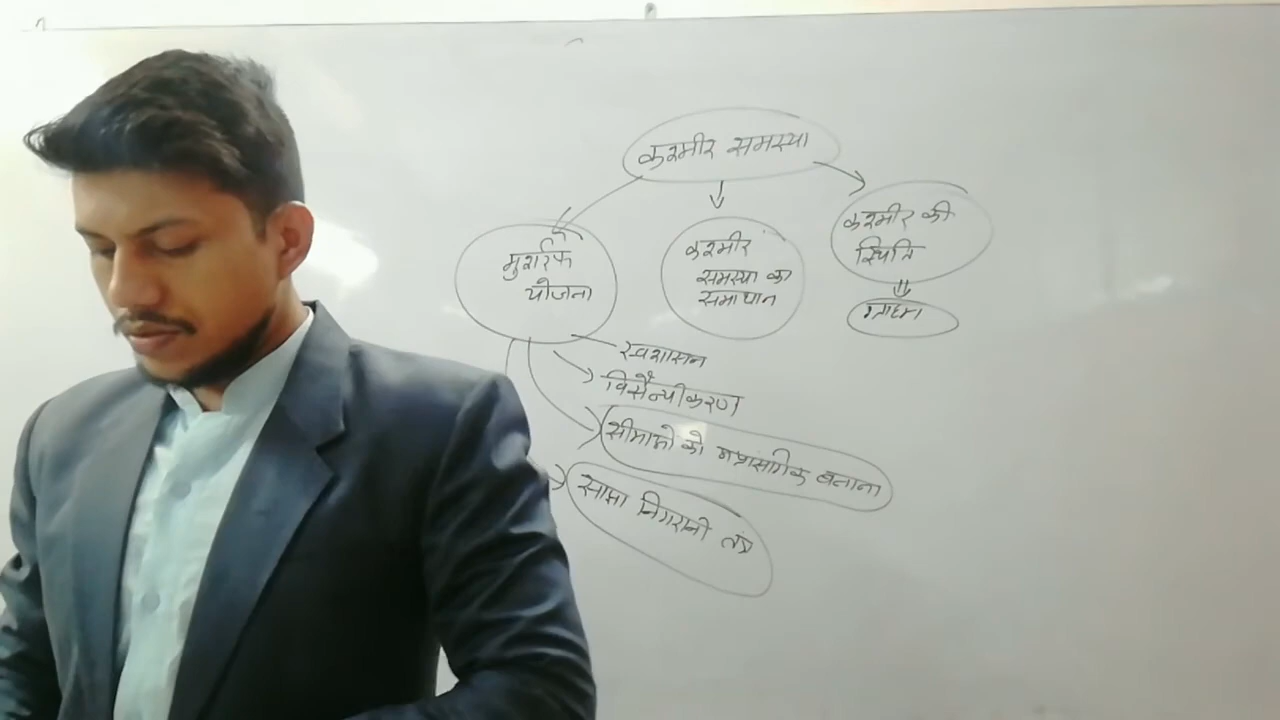 कश्मीर समस्या
मुशर्रफ
योजना
कश्मीर
समस्या का
समाधान
कश्मीर की
स्थिति
स्वशासन
विसैन्यीकरण
सीमाओ को अप्रासांगिक बनाना
साझा निगरानी तंत्र